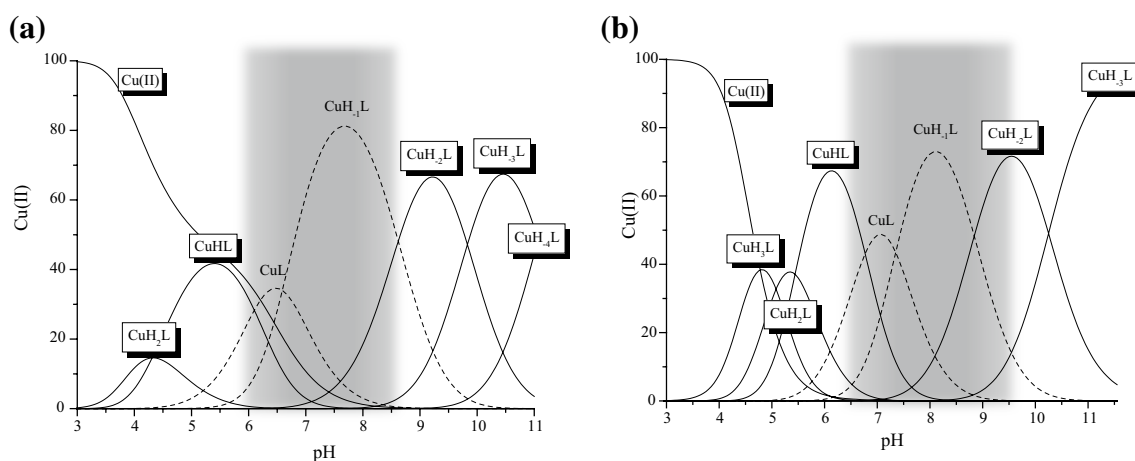 (a)
100
80
60
40
20
0
Cu(II)
Cu(II)
CuH₂L
CuHL
CuL
CuH₋₁L
CuH₋₂L
CuH₋₃L
CuH₋₄L
3 4 5 6 7 8 9 10 11
pH
(b)
100
80
60
40
20
0
Cu(II)
Cu(II)
CuH₃L
CuH₂L
CuHL
CuL
CuH₋₁L
CuH₋₂L
CuH₋₃L
3 4 5 6 7 8 9 10 11
pH